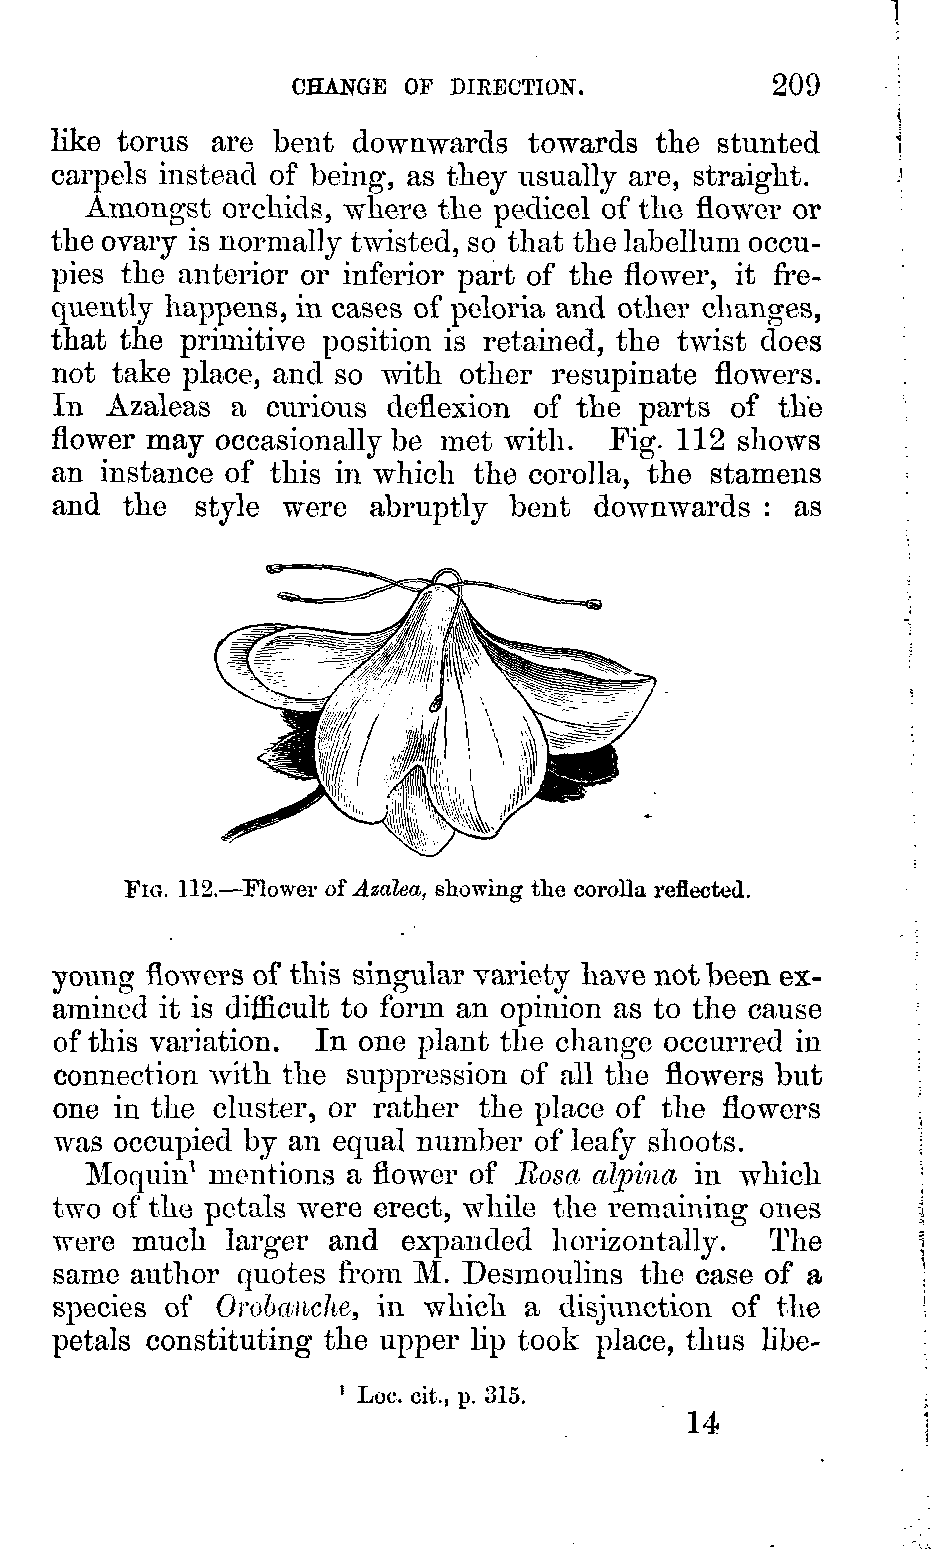 CHANGE OF DIRECTION. 209
like torus are bent downwards towards the stunted
carpels instead of being, as they usually are, straight.
Amongst orchids, where the pedicel of the flower or
the ovary is normally twisted, so that the labellum occu-
pies the anterior or inferior part of the flower, it fre-
quently happens, in cases of peloria and other changes,
that the primitive position is retained, the twist does
not take place, and so with other resupinate flowers.
In Azaleas a curious deflexion of the parts of the
flower may occasionally be met with. Fig. 112 shows
an instance of this in which the corolla, the stamens
and the style were abruptly bent downwards : as
FIG. 112.—Flower of Azalea, showing the corolla reflected.
young flowers of this singular variety have not been ex-
amined it is difficult to form an opinion as to the cause
of this variation. In one plant the change occurred in
connection with the suppression of all the flowers but
one in the cluster, or rather the place of the flowers
was occupied by an equal number of leafy shoots.
Moquin¹ mentions a flower of Rosa alpina in which
two of the petals were erect, while the remaining ones
were much larger and expanded horizontally. The
same author quotes from M. Desmoulins the case of a
species of Orobanche, in which a disjunction of the
petals constituting the upper lip took place, thus libe-
¹ Loc. cit., p. 315.
14